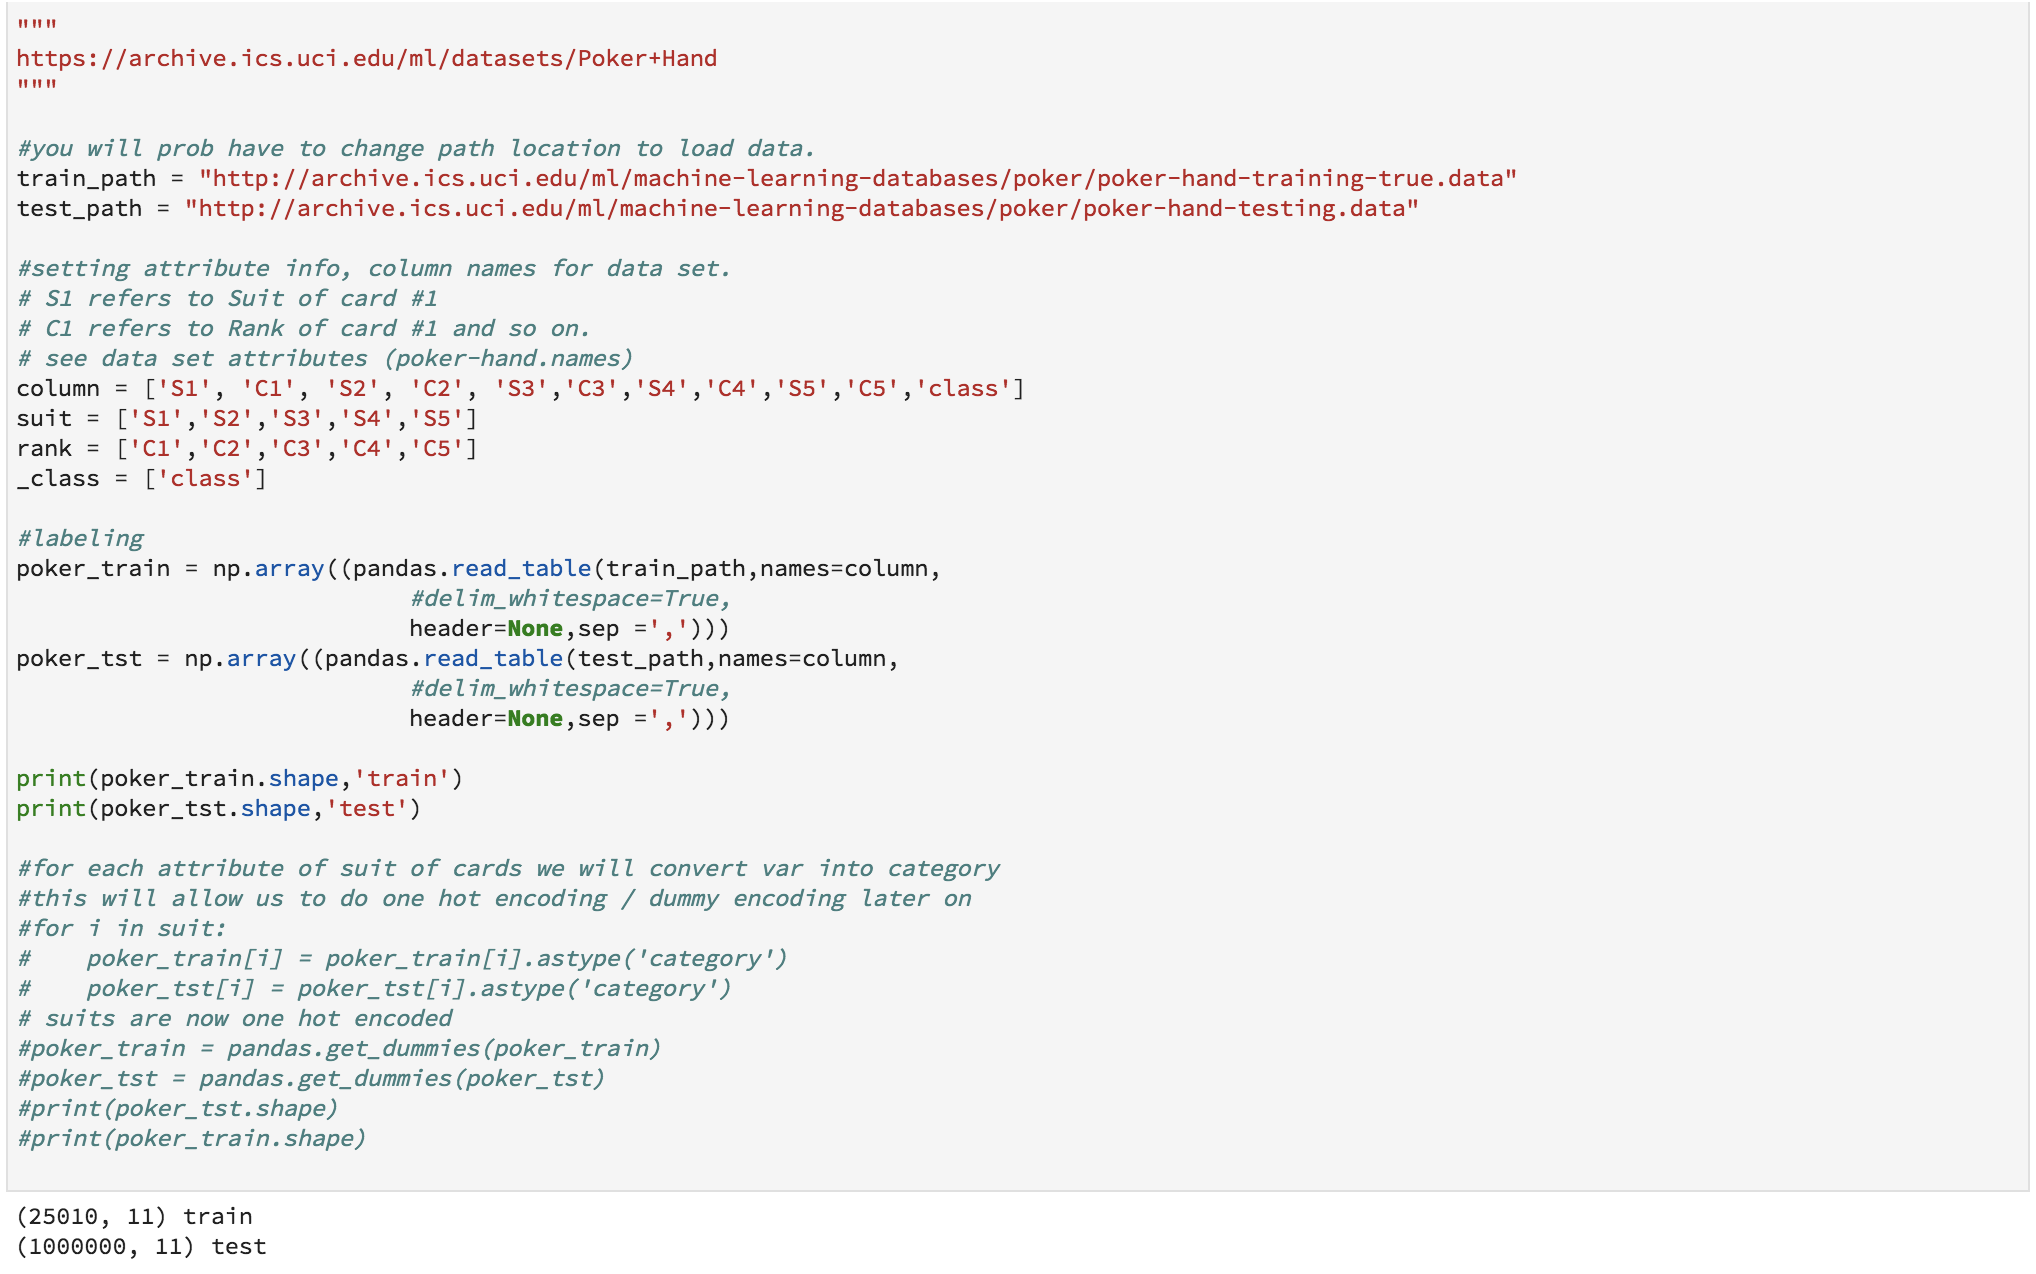 """
https://archive.ics.uci.edu/ml/datasets/Poker+Hand
"""
#you will prob have to change path location to load data.
train_path = "http://archive.ics.uci.edu/ml/machine-learning-databases/poker/poker-hand-training-true.data"
test_path = "http://archive.ics.uci.edu/ml/machine-learning-databases/poker/poker-hand-testing.data"
#setting attribute info, column names for data set.
# S1 refers to Suit of card #1
# C1 refers to Rank of card #1 and so on.
# see data set attributes (poker-hand.names)
column = ['S1', 'C1', 'S2', 'C2', 'S3','C3','S4','C4','S5','C5','class']
suit = ['S1','S2','S3','S4','S5']
rank = ['C1','C2','C3','C4','C5']
_class = ['class']
#labeling
poker_train = np.array((pandas.read_table(train_path,names=column,
                            #delim_whitespace=True,
                            header=None,sep =',')))
poker_tst = np.array((pandas.read_table(test_path,names=column,
                            #delim_whitespace=True,
                            header=None,sep =',')))
print(poker_train.shape,'train')
print(poker_tst.shape,'test')
#for each attribute of suit of cards we will convert var into category
#this will allow us to do one hot encoding / dummy encoding later on
#for i in suit:
#    poker_train[i] = poker_train[i].astype('category')
#    poker_tst[i] = poker_tst[i].astype('category')
# suits are now one hot encoded
#poker_train = pandas.get_dummies(poker_train)
#poker_tst = pandas.get_dummies(poker_tst)
#print(poker_tst.shape)
#print(poker_train.shape)
(25010, 11) train
(1000000, 11) test